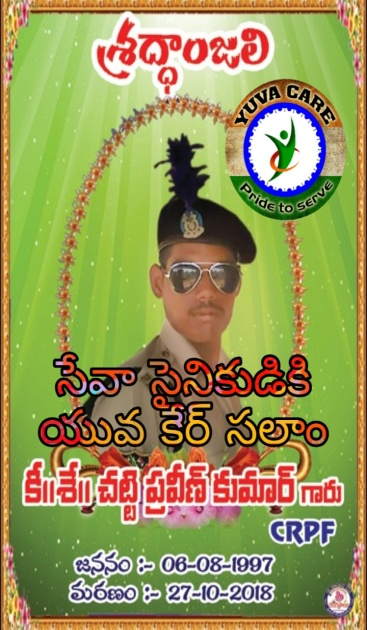 శ్రద్ధాంజలి
YUVA CARE
Pride to serve
సేవా సైనికుడికి
యువ కేర్ సలాం
కీ॥శే॥ చట్టి ప్రవీణ్ కుమార్ గారు
CRPF
జననం :- 06-08-1997
మరణం :- 27-10-2018